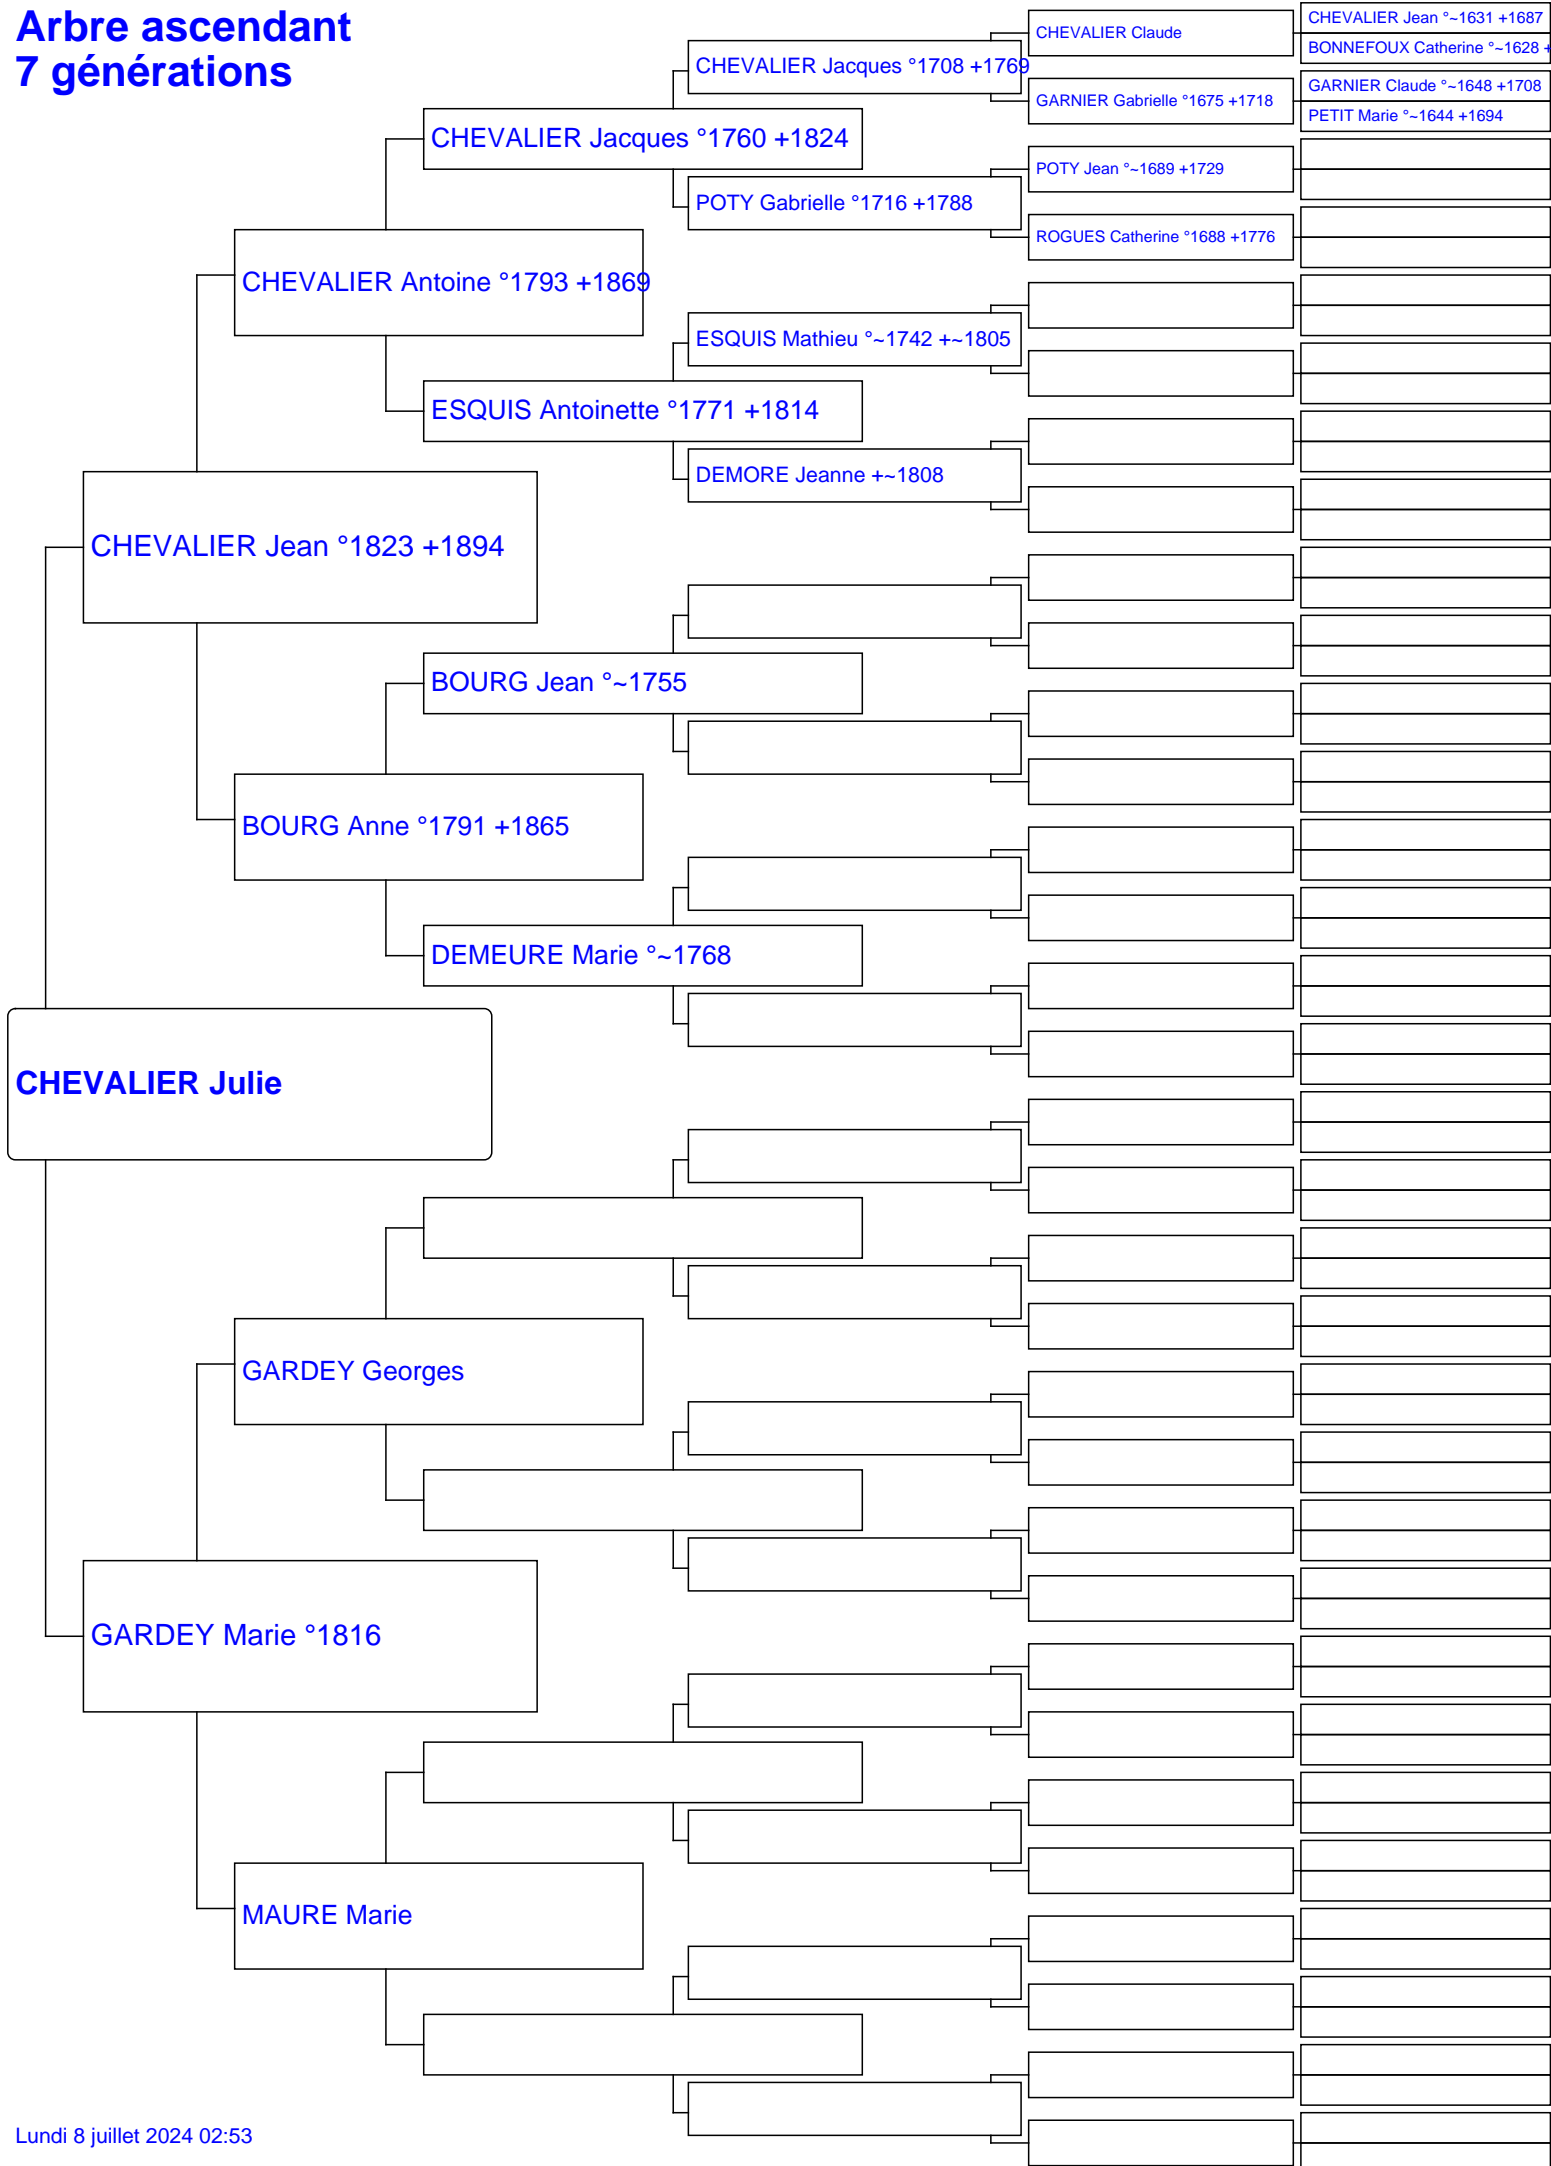 Arbre ascendant
7 générations
CHEVALIER Jean °~1631 +1687
CHEVALIER Claude
BONNEFOUX Catherine °~1628 +
CHEVALIER Jacques °1708 +1769
GARNIER Claude °~1648 +1708
GARNIER Gabrielle °1675 +1718
PETIT Marie °~1644 +1694
CHEVALIER Jacques °1760 +1824
POTY Jean °~1689 +1729
POTY Gabrielle °1716 +1788
ROGUES Catherine °1688 +1776
CHEVALIER Antoine °1793 +1869
ESQUIS Mathieu °~1742 +~1805
ESQUIS Antoinette °1771 +1814
DEMORE Jeanne +~1808
CHEVALIER Jean °1823 +1894
BOURG Jean °~1755
BOURG Anne °1791 +1865
DEMEURE Marie °~1768
CHEVALIER Julie
GARDEY Georges
GARDEY Marie °1816
MAURE Marie
Lundi 8 juillet 2024 02:53